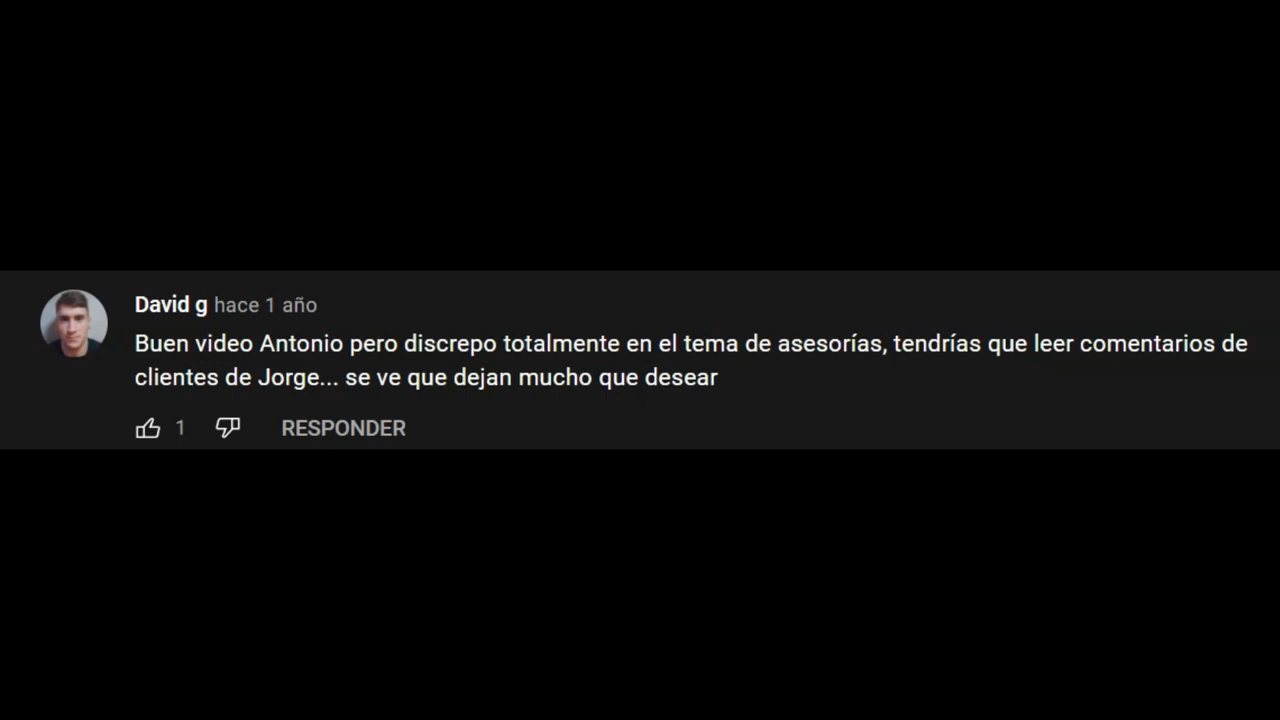 David g hace 1 año
Buen video Antonio pero discrepo totalmente en el tema de asesorías, tendrías que leer comentarios de
clientes de Jorge... se ve que dejan mucho que desear
1 RESPONDER